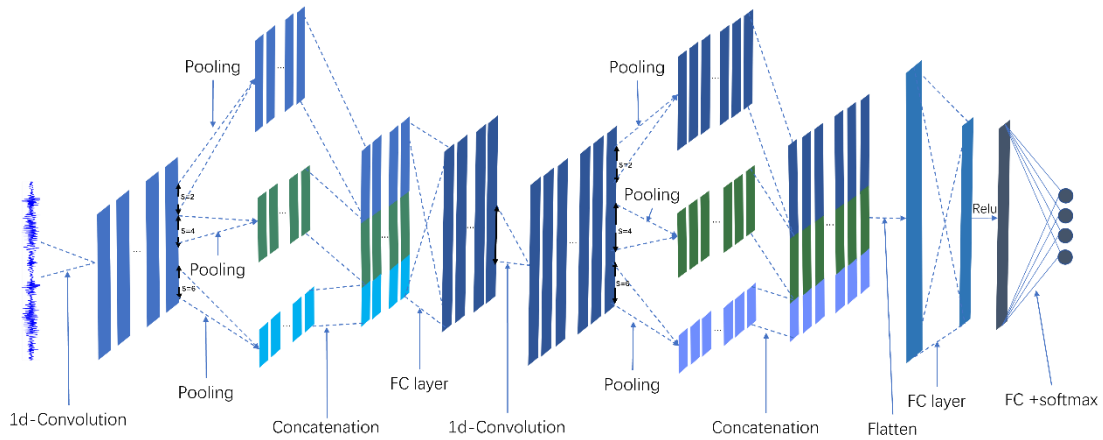 Pooling
Pooling
...
...
...
S=2
S=4
S=6
...
...
Pooling
Pooling
...
...
...
S=2
S=4
S=6
...
...
Pooling
Pooling
...
...
Relu
Pooling
Pooling
FC layer
FC layer
FC +softmax
1d-Convolution
Concatenation
1d-Convolution
Concatenation
Flatten